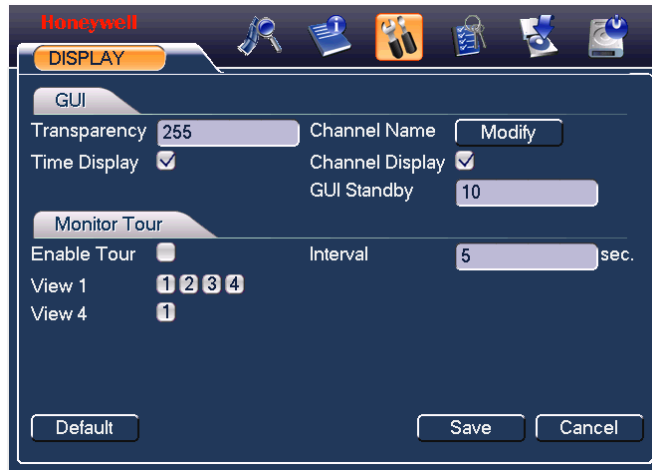 Honeywell
DISPLAY
GUI
Transparency 255 Channel Name Modify
Time Display Channel Display
GUI Standby 10
Monitor Tour
Enable Tour Interval 5 sec.
View 1 1 2 3 4
View 4 1
Default Save Cancel